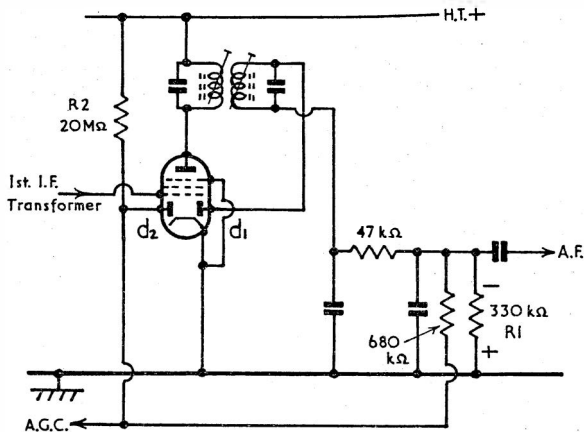 H.T.+
R2
20MΩ
1st. I.F.
Transformer
d2
d1
47 kΩ
A.F.
680
kΩ
330 kΩ
R1
−
+
A.G.C.